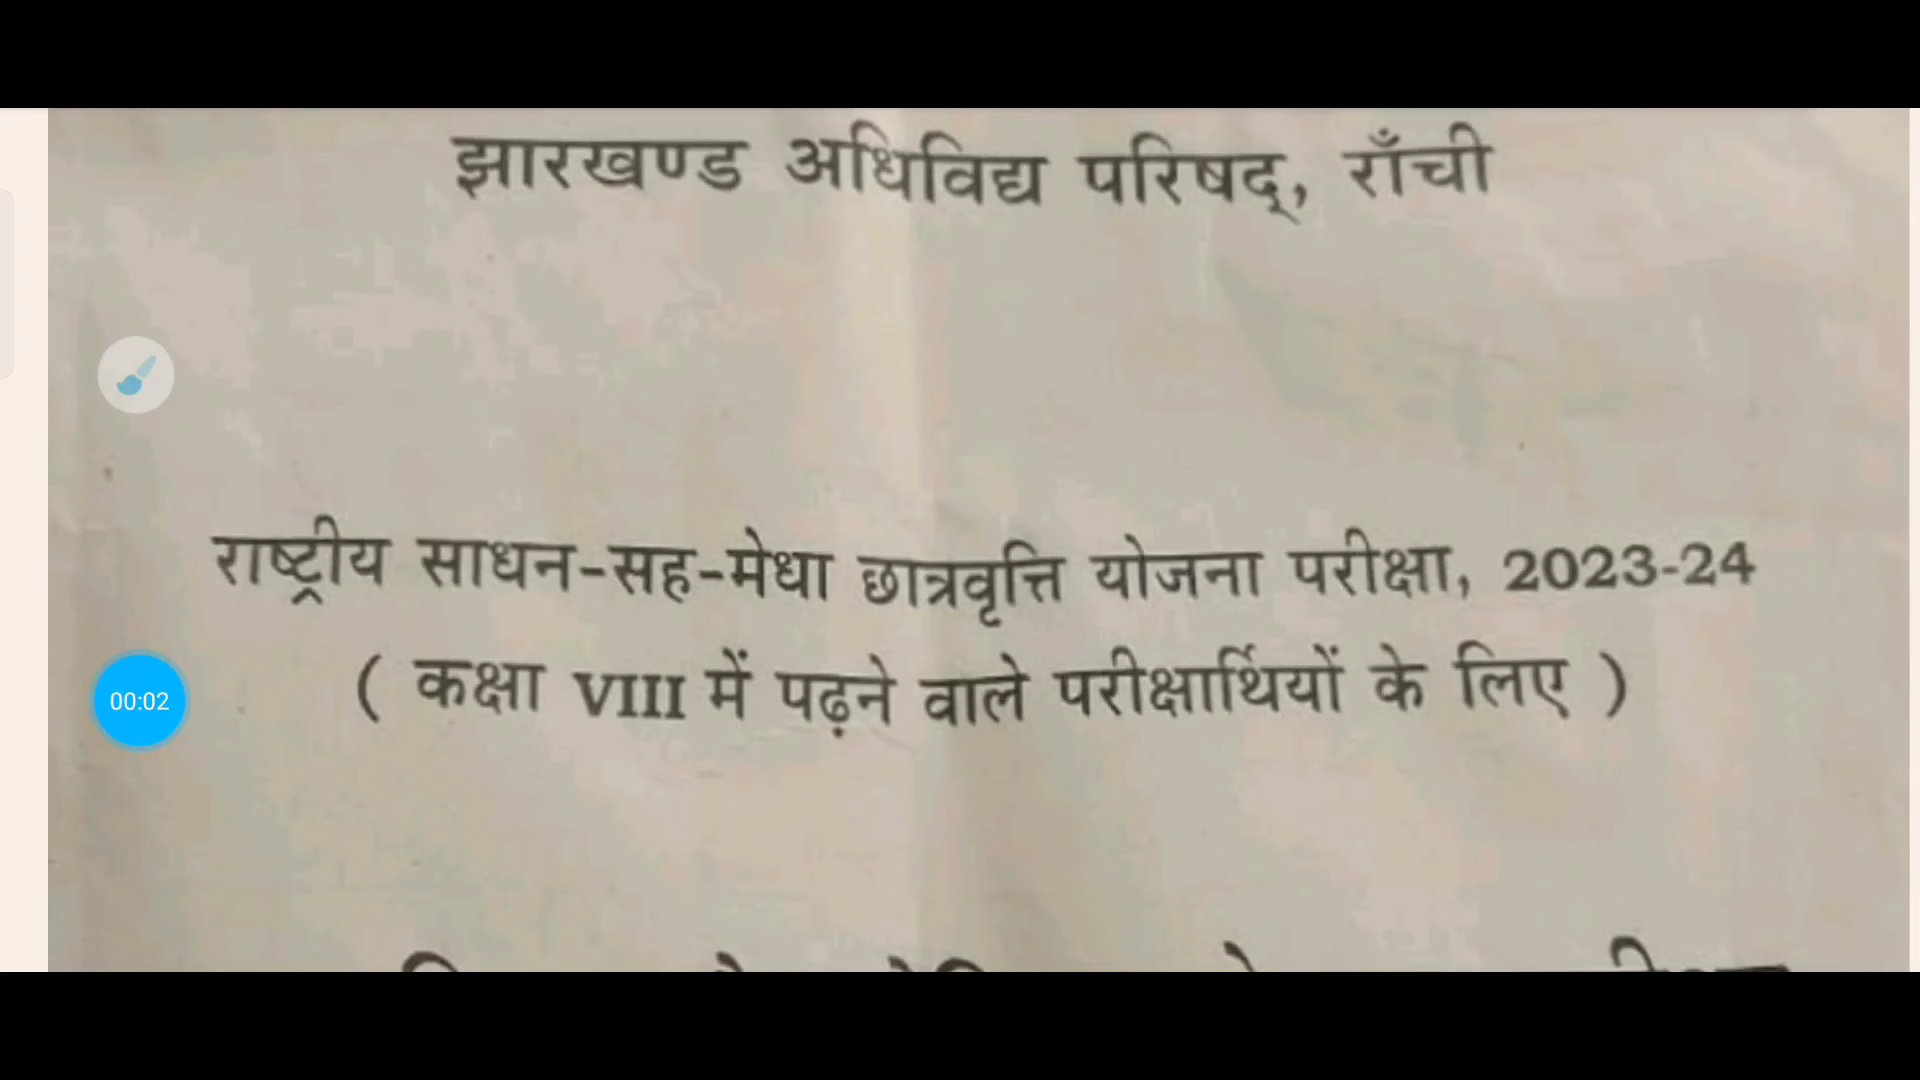 झारखण्ड अधिविद्य परिषद्, राँची
राष्ट्रीय साधन-सह-मेधा छात्रवृत्ति योजना परीक्षा, 2023-24
( कक्षा VIII में पढ़ने वाले परीक्षार्थियों के लिए )
00:02